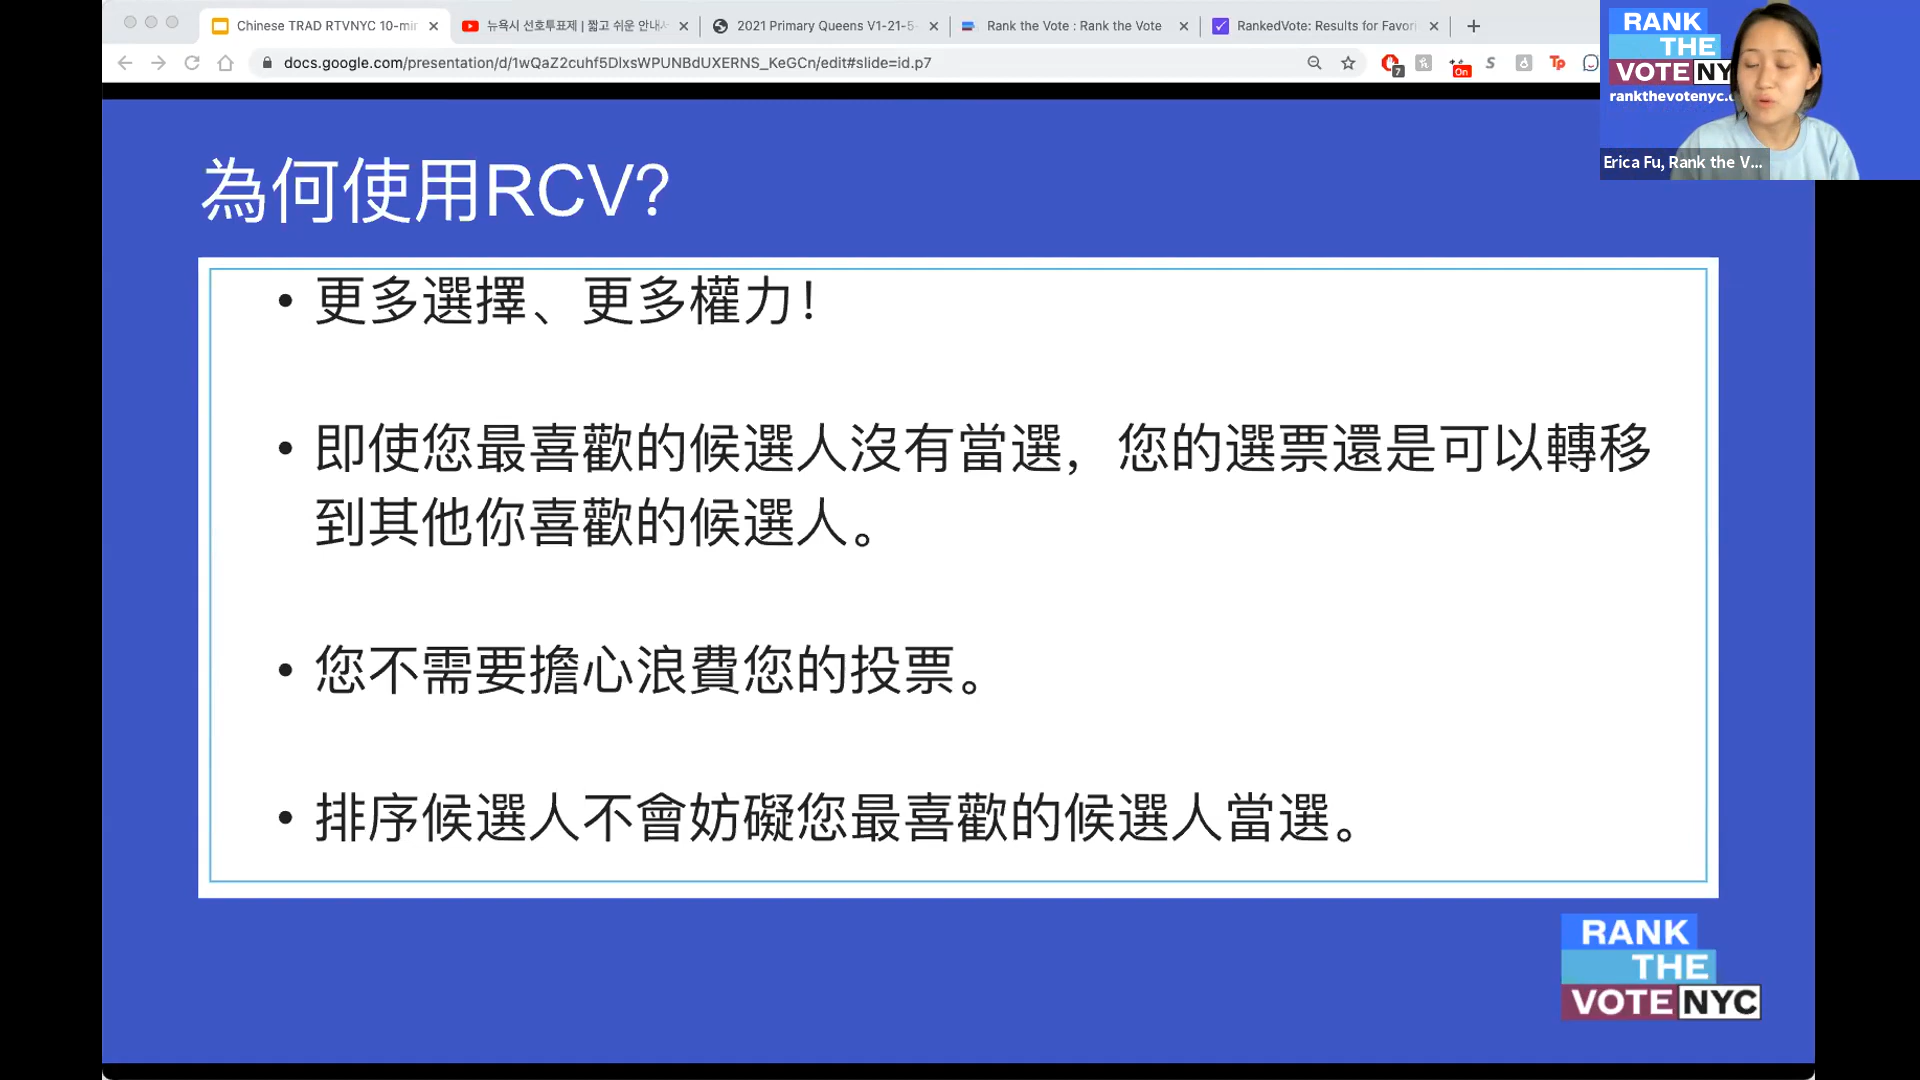 Chinese TRAD RTVNYC 10-min
뉴욕시 선호투표제 | 짧고 쉬운 안내서
2021 Primary Queens V1-21-5-
Rank the Vote : Rank the Vote
RankedVote: Results for Favori
docs.google.com/presentation/d/1wQaZ2cuhf5DlxsWPUNBdUXERNS_KeGCn/edit#slide=id.p7
7
On
S
Tp
RANK
THE
VOTE NY
rankthevotenyc.
Erica Fu, Rank the V...
為何使用RCV?
• 更多選擇、更多權力!
• 即使您最喜歡的候選人沒有當選，您的選票還是可以轉移
到其他你喜歡的候選人。
• 您不需要擔心浪費您的投票。
• 排序候選人不會妨礙您最喜歡的候選人當選。
RANK
THE
VOTE NYC